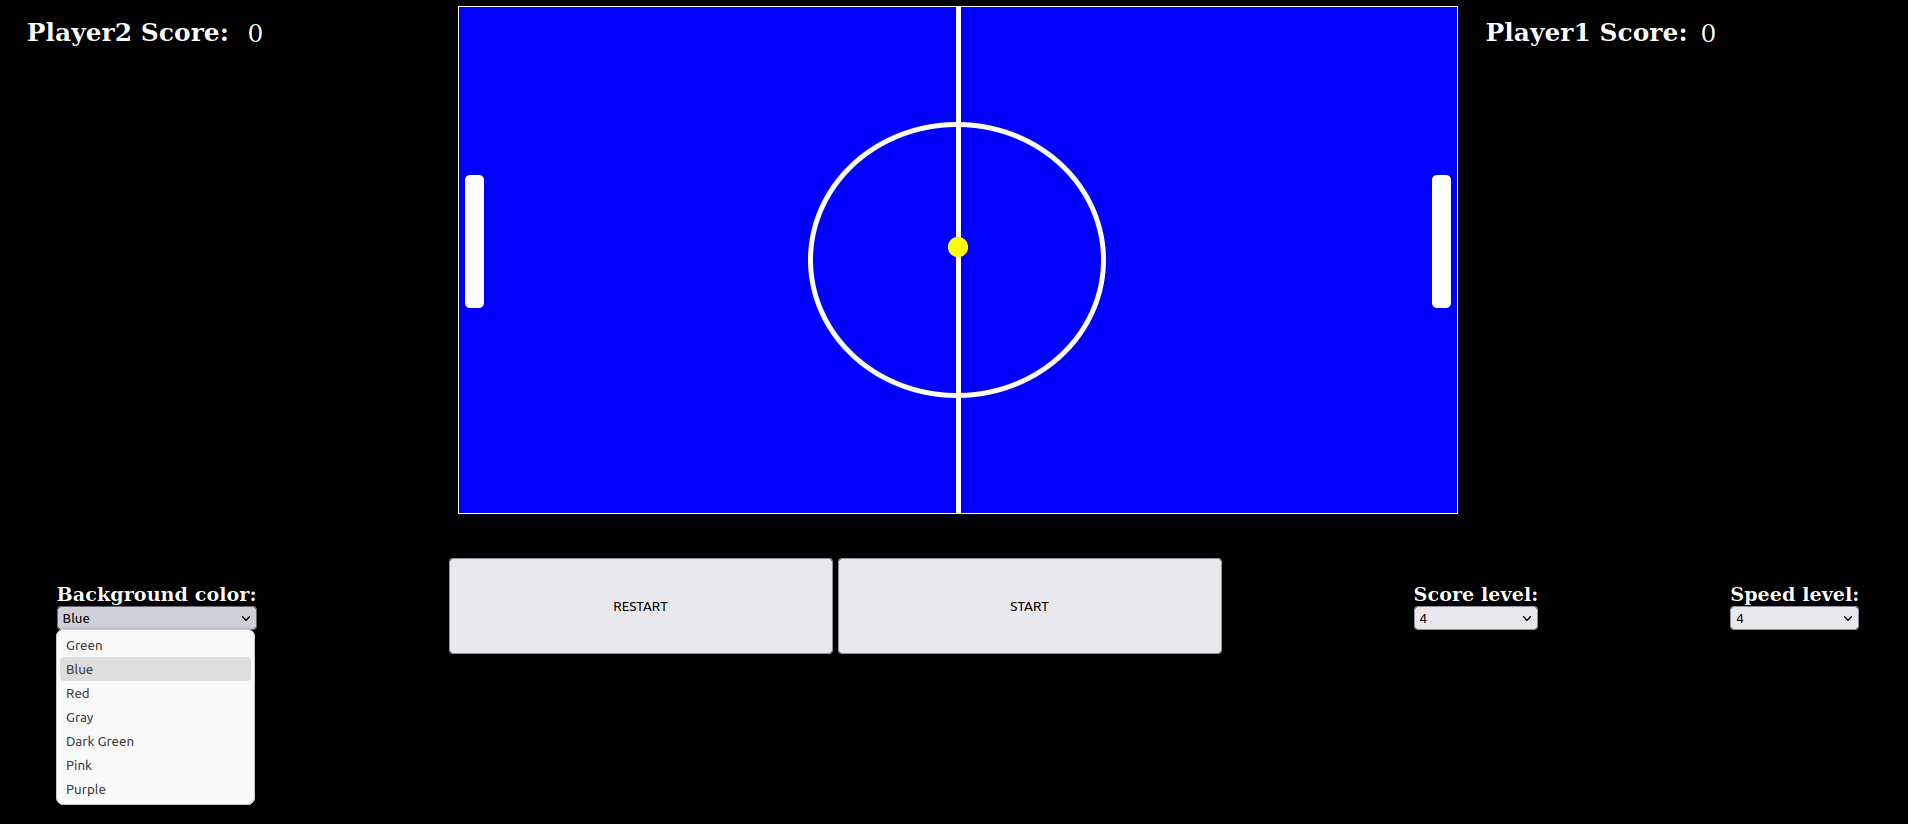 Player2 Score: 0
Player1 Score: 0
Background color:
Blue
Green
Blue
Red
Gray
Dark Green
Pink
Purple
RESTART
START
Score level:
4
Speed level:
4